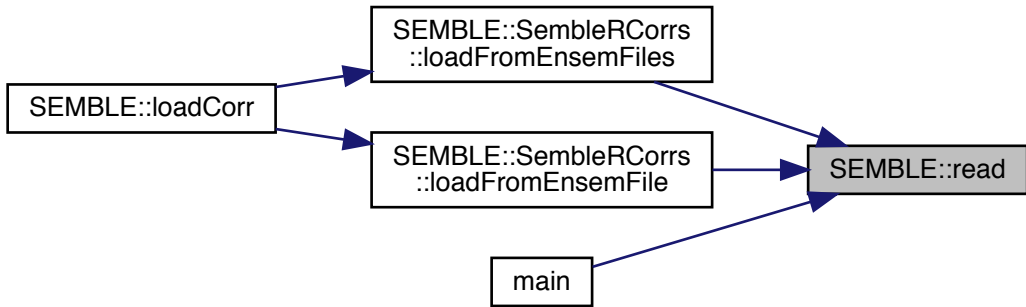 SEMBLE::SembleRCorrs
::loadFromEnsemFiles
SEMBLE::loadCorr
SEMBLE::SembleRCorrs
::loadFromEnsemFile
SEMBLE::read
main